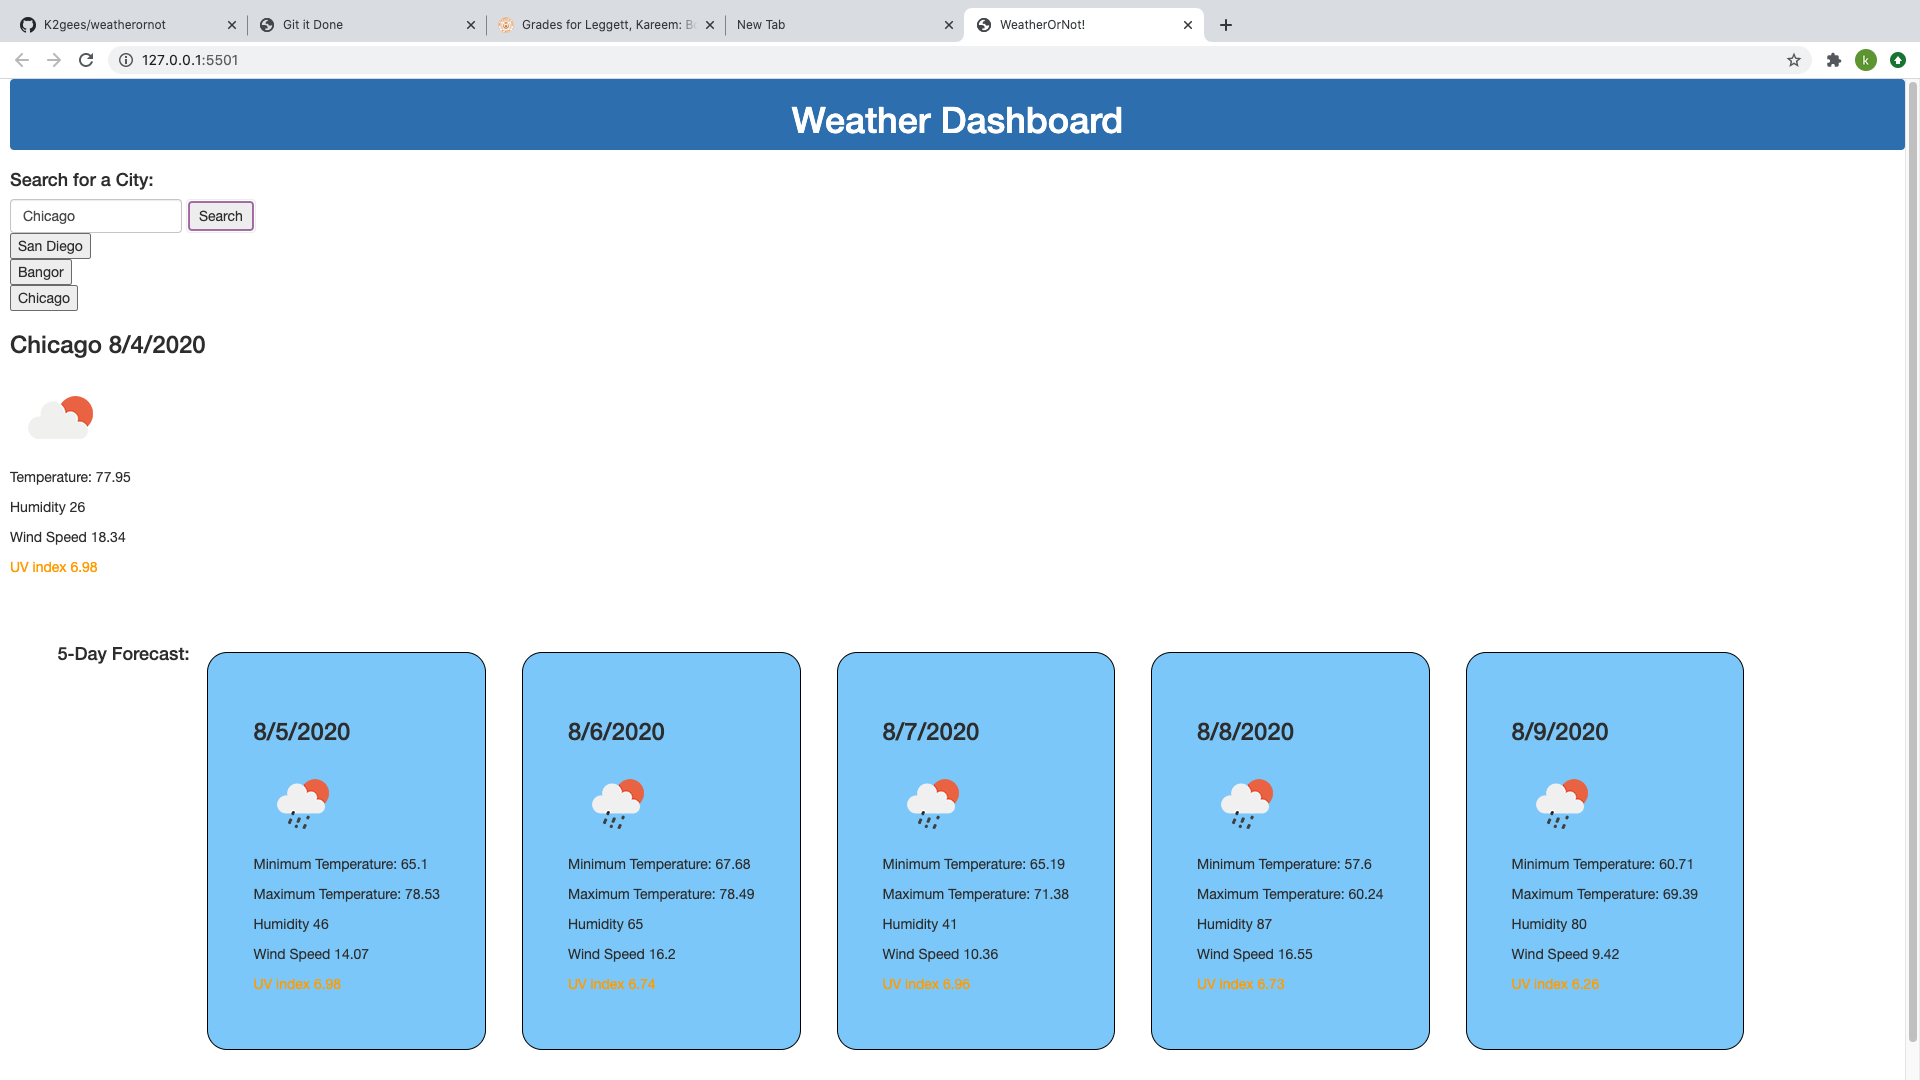 K2gees/weatherornot
Git it Done
Grades for Leggett, Kareem: B
New Tab
WeatherOrNot!
127.0.0.1:5501
k
Weather Dashboard
Search for a City:
Chicago Search
San Diego
Bangor
Chicago
Chicago 8/4/2020
Temperature: 77.95
Humidity 26
Wind Speed 18.34
UV index 6.98
5-Day Forecast:
8/5/2020
Minimum Temperature: 65.1
Maximum Temperature: 78.53
Humidity 46
Wind Speed 14.07
UV index 6.98
8/6/2020
Minimum Temperature: 67.68
Maximum Temperature: 78.49
Humidity 65
Wind Speed 16.2
UV index 6.74
8/7/2020
Minimum Temperature: 65.19
Maximum Temperature: 71.38
Humidity 41
Wind Speed 10.36
UV index 6.96
8/8/2020
Minimum Temperature: 57.6
Maximum Temperature: 60.24
Humidity 87
Wind Speed 16.55
UV index 6.73
8/9/2020
Minimum Temperature: 60.71
Maximum Temperature: 69.39
Humidity 80
Wind Speed 9.42
UV index 6.26